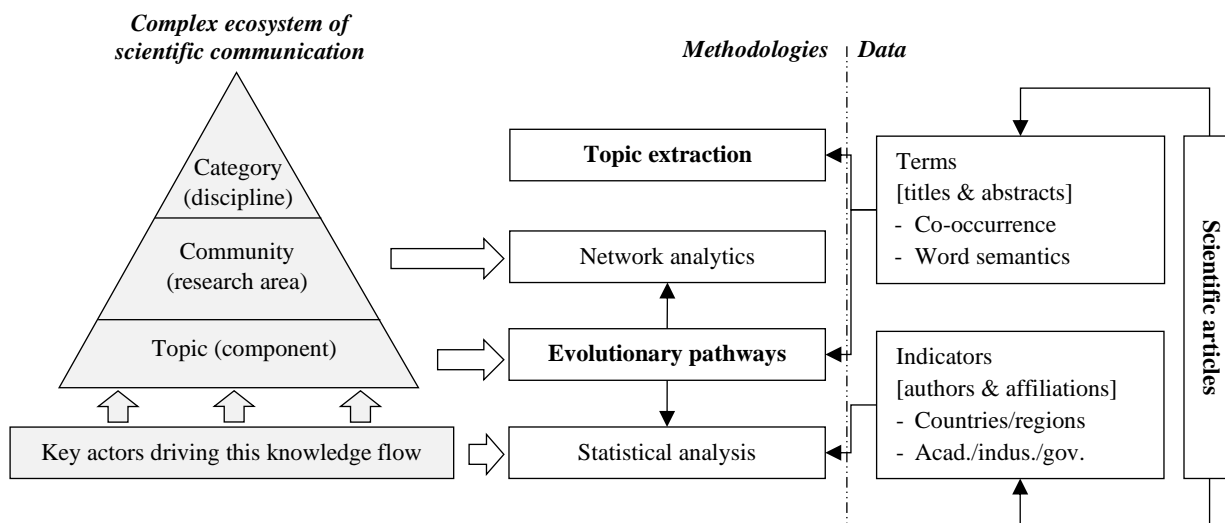 Complex ecosystem of
scientific communication
Category
(discipline)
Community
(research area)
Topic (component)
Key actors driving this knowledge flow
Methodologies
Topic extraction
Network analytics
Evolutionary pathways
Statistical analysis
Data
Terms
[titles & abstracts]
- Co-occurrence
- Word semantics
Indicators
[authors & affiliations]
- Countries/regions
- Acad./indus./gov.
Scientific articles